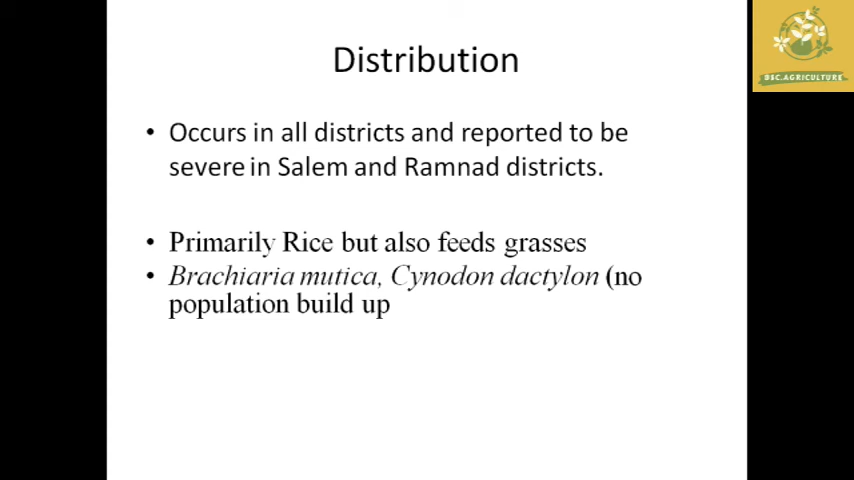 Distribution
BSC.AGRICULTURE
• Occurs in all districts and reported to be
severe in Salem and Ramnad districts.
• Primarily Rice but also feeds grasses
• Brachiaria mutica, Cynodon dactylon (no
population build up